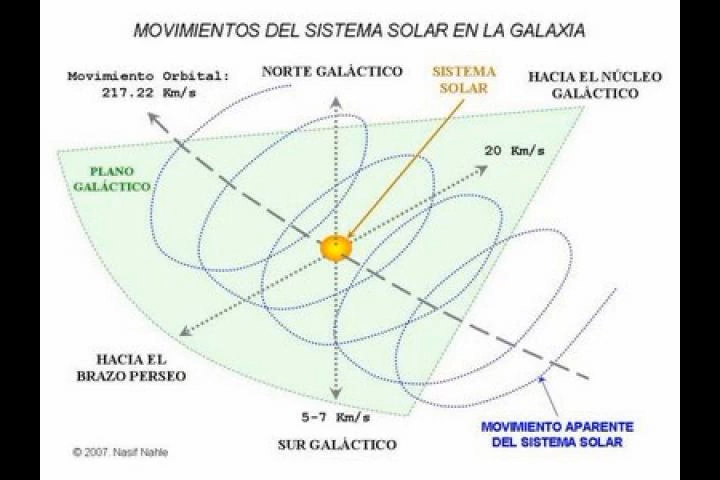 MOVIMIENTOS DEL SISTEMA SOLAR EN LA GALAXIA
Movimiento Orbital:
217.22 Km/s
NORTE GALÀCTICO
SISTEMA
SOLAR
HACIA EL NÚCLEO
GALÁCTICO
20 Km/s
PLANO
GALÁCTICO
HACIA EL
BRAZO PERSEO
5-7 Km/s
SUR GALÁCTICO
MOVIMIENTO APARENTE
DEL SISTEMA SOLAR
© 2007. Nasif Nahle